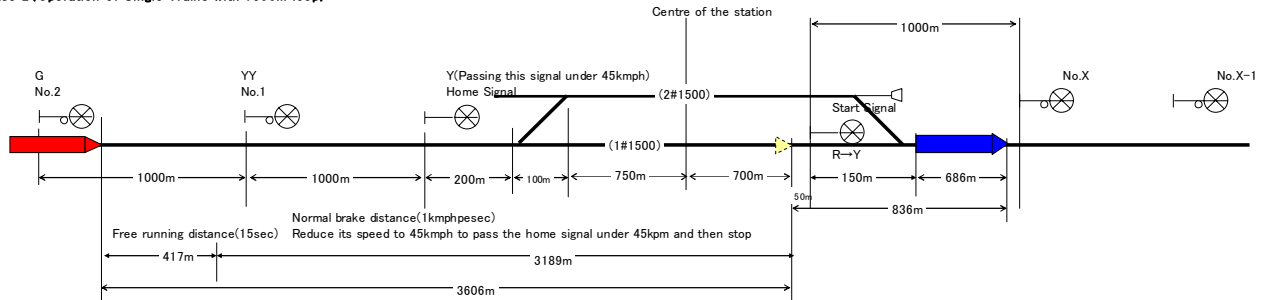 Centre of the station
1000m
G
No.2
YY
No.1
Y(Passing this signal under 45kmph)
Home Signal
No.X
No.X-1
(2#1500)
Start Signal
(1#1500)
R→Y
1000m
1000m
200m
100m
750m
700m
50m
150m
686m
836m
Normal brake distance(1kmphpesec)
Free running distance(15sec)
Reduce its speed to 45kmph to pass the home signal under 45kpm and then stop
417m
3189m
3606m